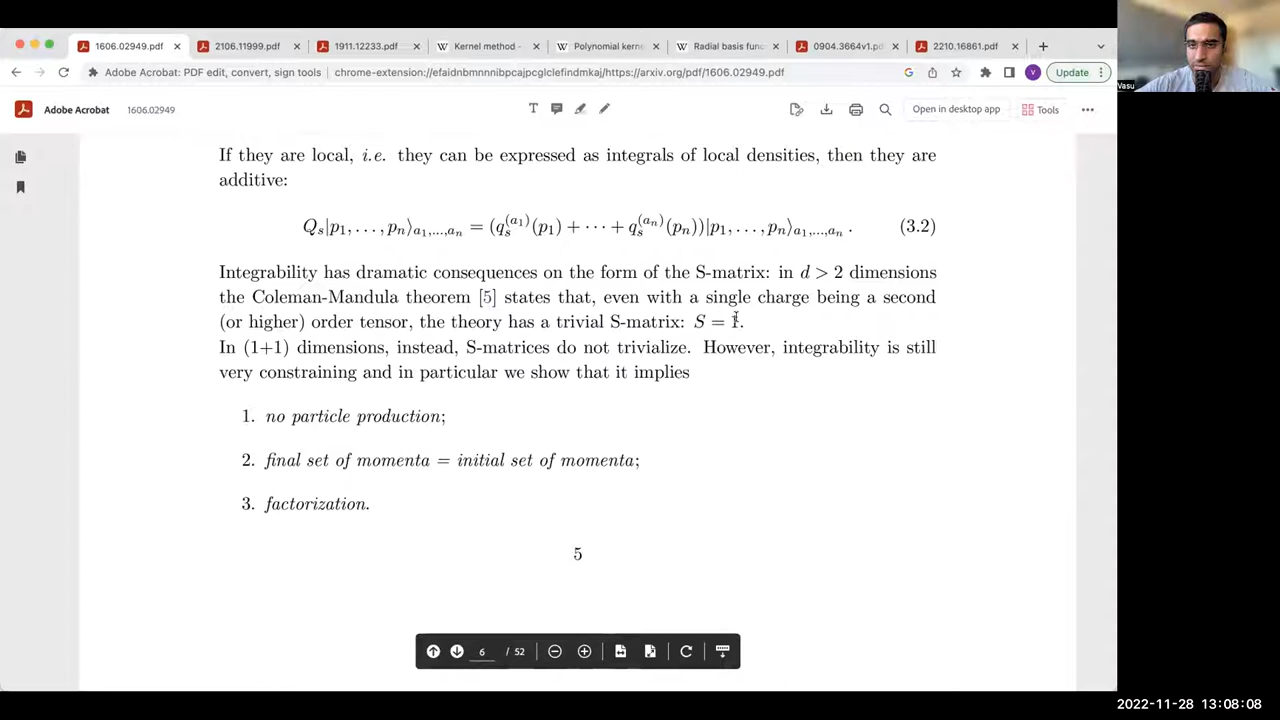 1606.02949.pdf
2106.11999.pdf
1911.12233.pdf
Kernel method -
Polynomial kerne
Radial basis func
0904.3664v1.p
2210.16861.pdf
Adobe Acrobat: PDF edit, convert, sign tools
chrome-extension://efaidnbmnnnibpcajpcglclefindmkaj/https://arxiv.org/pdf/1606.02949.pdf
V
Update
Vasu
Adobe Acrobat
1606.02949
Open in desktop app
Tools
If they are local, i.e. they can be expressed as integrals of local densities, then they are
additive:
Q_s|p_1, . . . , p_n⟩_{a_1,...,a_n} = (q_s^{(a_1)}(p_1) + · · · + q_s^{(a_n)}(p_n))|p_1, . . . , p_n⟩_{a_1,...,a_n} . (3.2)
Integrability has dramatic consequences on the form of the S-matrix: in d > 2 dimensions
the Coleman-Mandula theorem [5] states that, even with a single charge being a second
(or higher) order tensor, the theory has a trivial S-matrix: S = 1.
In (1+1) dimensions, instead, S-matrices do not trivialize. However, integrability is still
very constraining and in particular we show that it implies
1. no particle production;
2. final set of momenta = initial set of momenta;
3. factorization.
5
6 / 52
2022-11-28 13:08:08